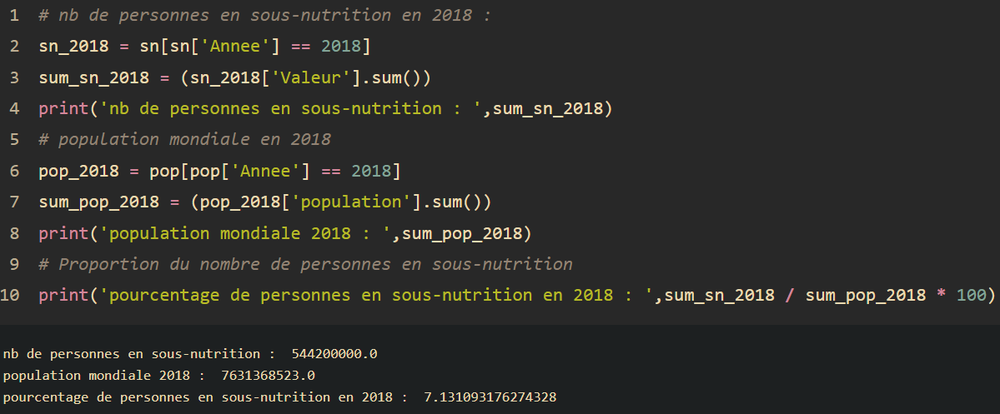 1 # nb de personnes en sous-nutrition en 2018 :
2 sn_2018 = sn[sn['Annee'] == 2018]
3 sum_sn_2018 = (sn_2018['Valeur'].sum())
4 print('nb de personnes en sous-nutrition : ',sum_sn_2018)
5 # population mondiale en 2018
6 pop_2018 = pop[pop['Annee'] == 2018]
7 sum_pop_2018 = (pop_2018['population'].sum())
8 print('population mondiale 2018 : ',sum_pop_2018)
9 # Proportion du nombre de personnes en sous-nutrition
10 print('pourcentage de personnes en sous-nutrition en 2018 : ',sum_sn_2018 / sum_pop_2018 * 100)
nb de personnes en sous-nutrition :  544200000.0
population mondiale 2018 :  7631368523.0
pourcentage de personnes en sous-nutrition en 2018 :  7.131093176274328